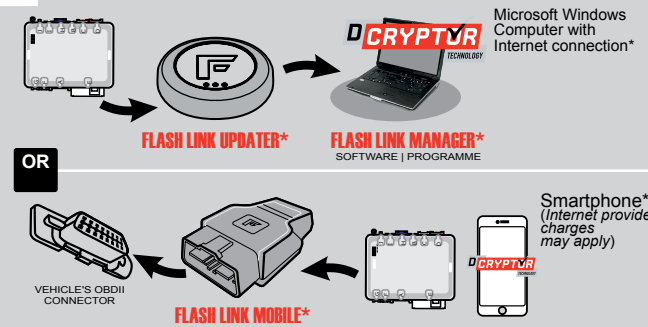 DCRYPTOR
TECHNOLOGY
Microsoft Windows
Computer with
Internet connection*
FLASH LINK UPDATER*
FLASH LINK MANAGER*
SOFTWARE | PROGRAMME
OR
VEHICLE'S OBDII
CONNECTOR
FLASH LINK MOBILE*
DCRYPTOR
TECHNOLOGY
Smartphone*
(Internet provide
charges
may apply)